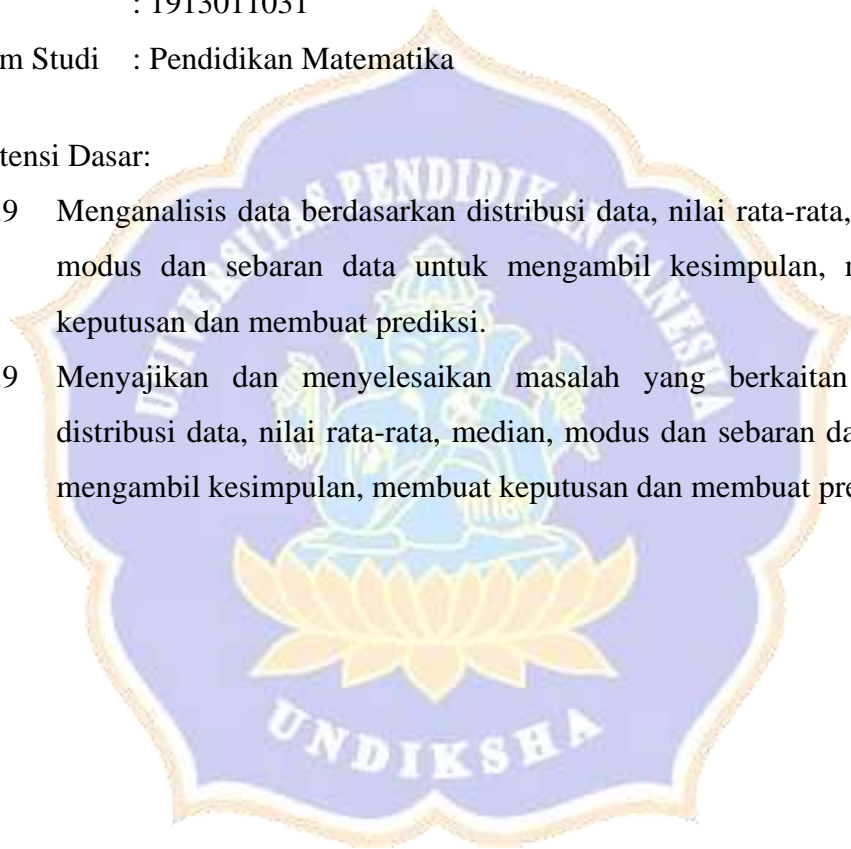 : 1913011031
m Studi : Pendidikan Matematika
tensi Dasar:
.9 Menganalisis data berdasarkan distribusi data, nilai rata-rata,
modus dan sebaran data untuk mengambil kesimpulan,
keputusan dan membuat prediksi.
.9 Menyajikan dan menyelesaikan masalah yang berkaitan
distribusi data, nilai rata-rata, median, modus dan sebaran da
mengambil kesimpulan, membuat keputusan dan membuat pre
UNIVERSITAS PENDIDIKAN GANESHA
UNDIKSHA